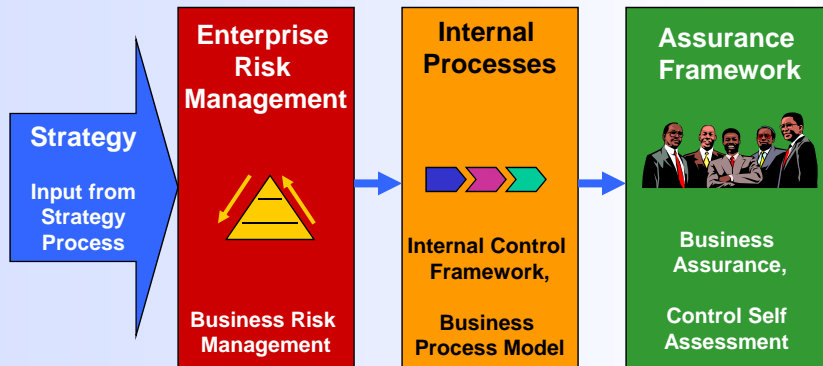 Strategy
Input from
Strategy
Process
Enterprise
Risk
Management
Business Risk
Management
Internal
Processes
Internal Control
Framework,
Business
Process Model
Assurance
Framework
Business
Assurance,
Control Self
Assessment